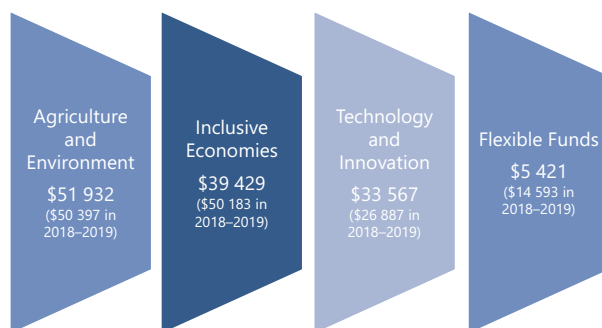 Agriculture
and
Environment
$51 932
($50 397 in
2018–2019)
Inclusive
Economies
$39 429
($50 183 in
2018–2019)
Technology
and
Innovation
$33 567
($26 887 in
2018–2019)
Flexible Funds
$5 421
($14 593 in
2018–2019)